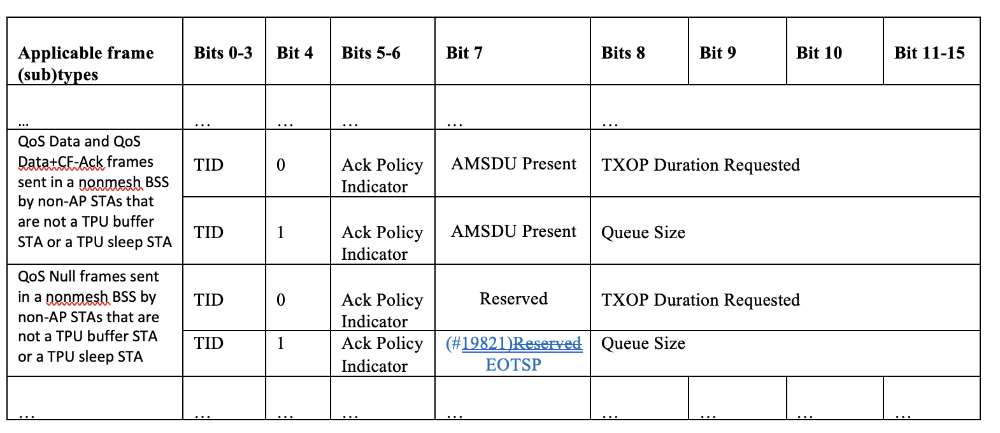 Applicable frame (sub)types Bits 0-3 Bit 4 Bits 5-6 Bit 7 Bits 8 Bit 9 Bit 10 Bit 11-15
... ... ... ... ... ...
QoS Data and QoS
Data+CF-Ack frames
sent in a nonmesh BSS
by non-AP STAs that
are not a TPU buffer
STA or a TPU sleep STA
TID 0 Ack Policy Indicator AMSDU Present TXOP Duration Requested
TID 1 Ack Policy Indicator AMSDU Present Queue Size
QoS Null frames sent
in a nonmesh BSS by
non-AP STAs that are
not a TPU buffer STA
or a TPU sleep STA
TID 0 Ack Policy Indicator Reserved TXOP Duration Requested
TID 1 Ack Policy Indicator (#19821)Reserved EOTSP Queue Size
... ... ... ... ... ... ... ... ...